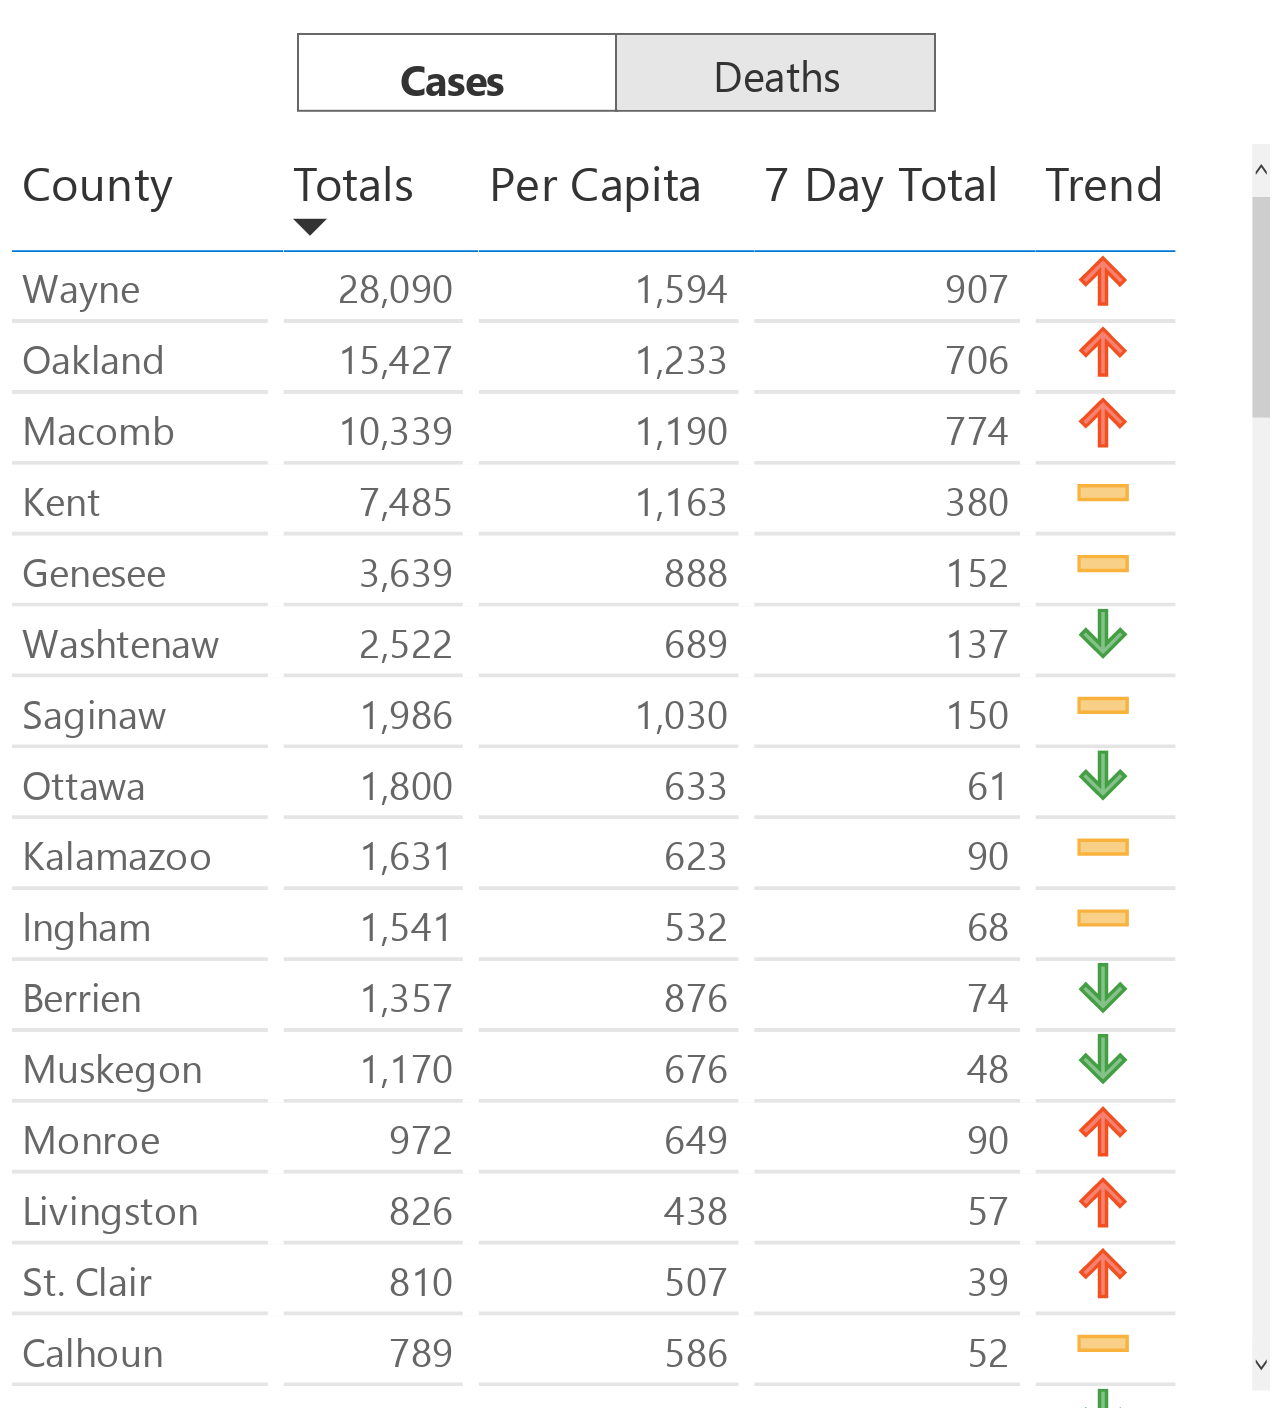 Cases Deaths
County Totals Per Capita 7 Day Total Trend
Wayne 28,090 1,594 907
Oakland 15,427 1,233 706
Macomb 10,339 1,190 774
Kent 7,485 1,163 380
Genesee 3,639 888 152
Washtenaw 2,522 689 137
Saginaw 1,986 1,030 150
Ottawa 1,800 633 61
Kalamazoo 1,631 623 90
Ingham 1,541 532 68
Berrien 1,357 876 74
Muskegon 1,170 676 48
Monroe 972 649 90
Livingston 826 438 57
St. Clair 810 507 39
Calhoun 789 586 52